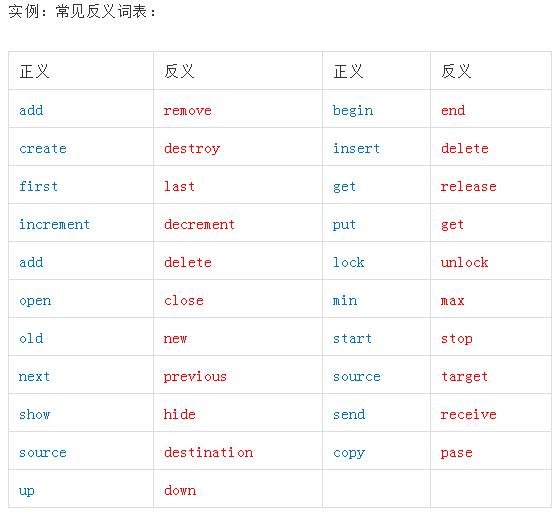 实例：常见反义词表：
正义 反义 正义 反义
add remove begin end
create destroy insert delete
first last get release
increment decrement put get
add delete lock unlock
open close min max
old new start stop
next previous source target
show hide send receive
source destination copy pase
up down